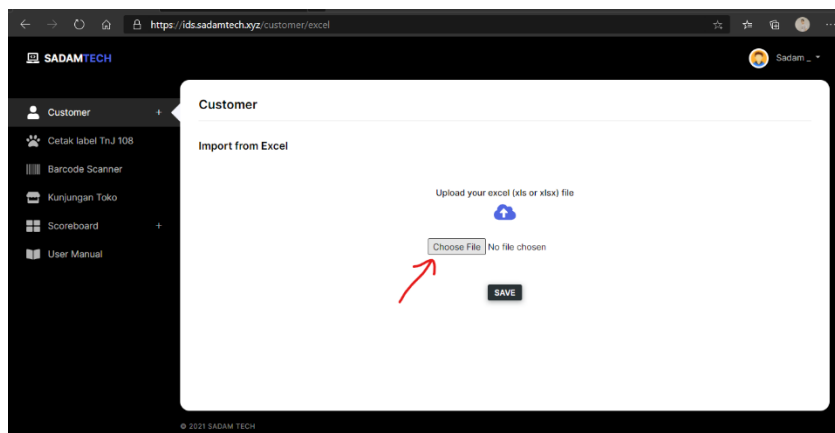 https://ids.sadamtech.xyz/customer/excel
SADAMTECH
Sadam _
Customer +
Cetak label TnJ 108
Barcode Scanner
Kunjungan Toko
Scoreboard +
User Manual
Customer
Import from Excel
Upload your excel (xls or xlsx) file
Choose File No file chosen
SAVE
© 2021 SADAM TECH